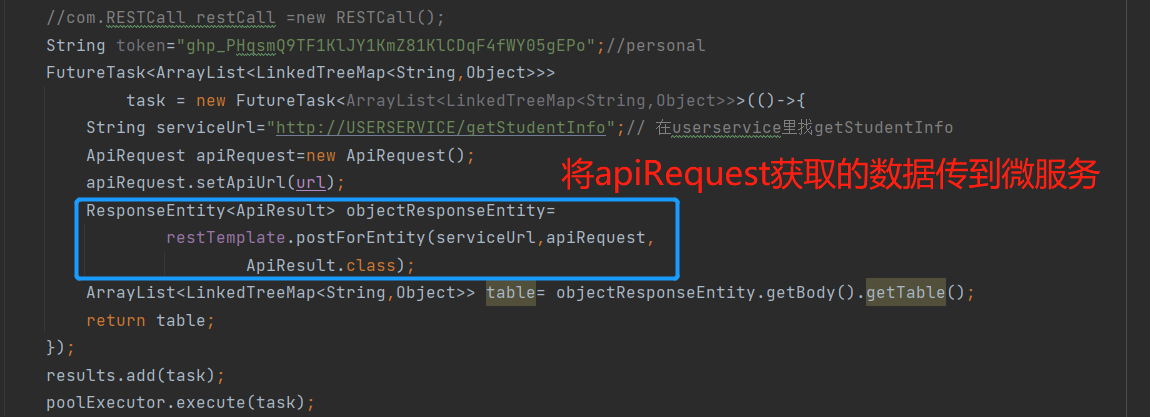 //com.RESTCall restCall =new RESTCall();
String token="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";//personal
FutureTask<ArrayList<LinkedTreeMap<String,Object>>>
task = new FutureTask<ArrayList<LinkedTreeMap<String,Object>>>(()->{
String serviceUrl="http://USERSERVICE/getStudentInfo";// 在userservice里找getStudentInfo
ApiRequest apiRequest=new ApiRequest();
将apiRequest获取的数据传到微服务
apiRequest.setApiUrl(url);
ResponseEntity<ApiResult> objectResponseEntity=
restTemplate.postForEntity(serviceUrl,apiRequest,
ApiResult.class);
ArrayList<LinkedTreeMap<String,Object>> table= objectResponseEntity.getBody().getTable();
return table;
});
results.add(task);
poolExecutor.execute(task);